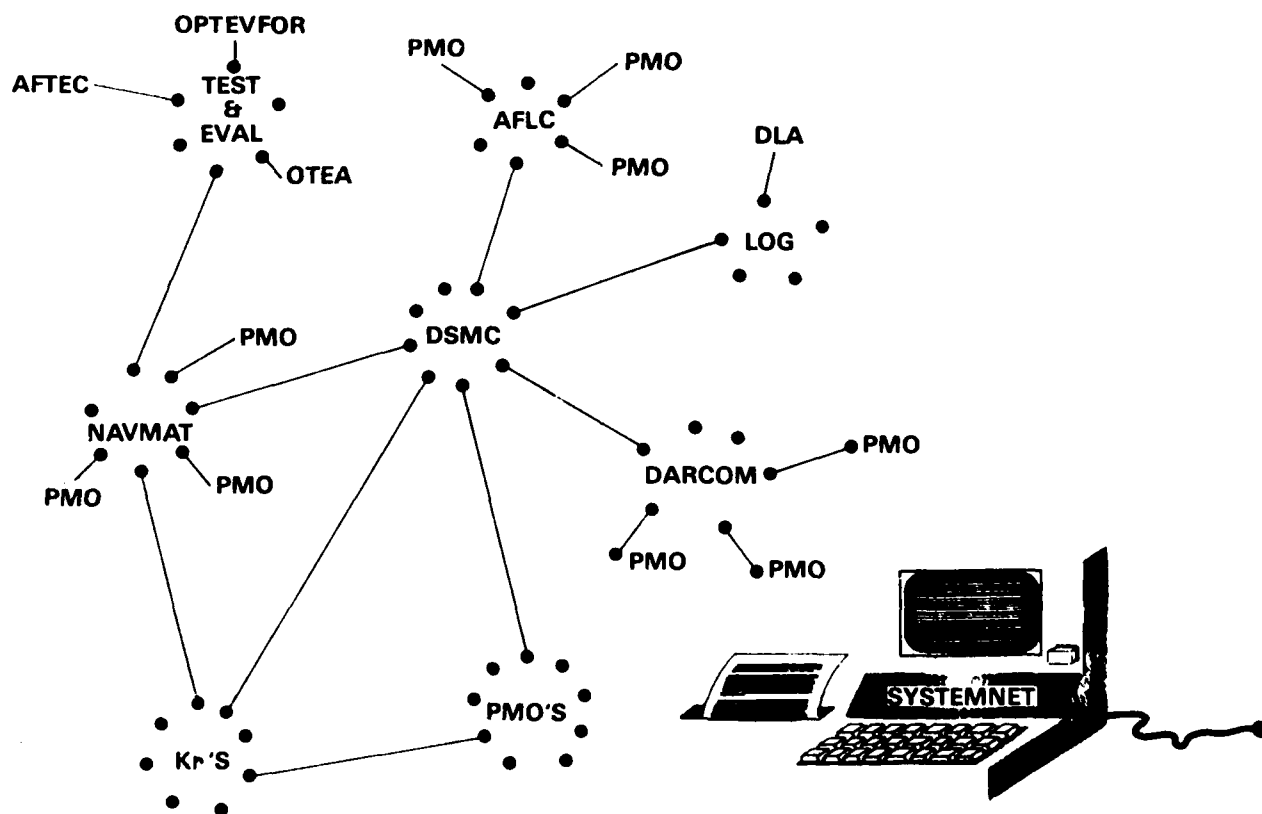 OPTEVFOR
AFTEC
TEST
&
EVAL
OTEA
PMO
PMO
AFLC
PMO
DLA
LOG
DSMC
PMO
NAVMAT
PMO
PMO
DARCOM
PMO
PMO
PMO
PMO'S
Kr'S
SYSTEMNET